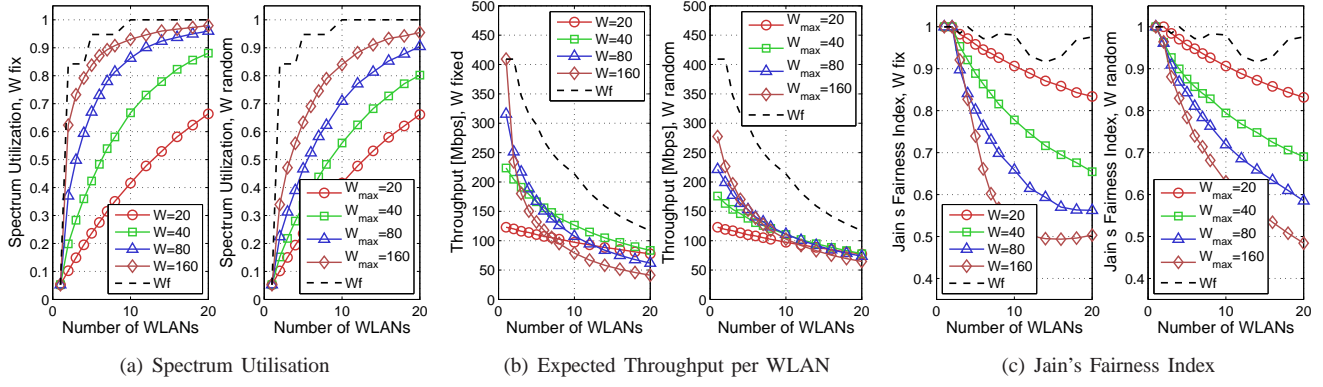 Spectrum Utilization, W fix
1
0.9
0.8
0.7
0.6
0.5
0.4
0.3
0.2
0.1
0
0 10 20
Number of WLANs
W=20
W=40
W=80
W=160
Wf
Spectrum Utilization, W random
1
0.9
0.8
0.7
0.6
0.5
0.4
0.3
0.2
0.1
0
0 10 20
Number of WLANs
W_max=20
W_max=40
W_max=80
W_max=160
Wf
(a) Spectrum Utilisation
Throughput [Mbps], W fixed
500
450
400
350
300
250
200
150
100
50
0
0 10 20
Number of WLANs
W=20
W=40
W=80
W=160
Wf
Throughput [Mbps], W random
500
450
400
350
300
250
200
150
100
50
0
0 10 20
Number of WLANs
W_max=20
W_max=40
W_max=80
W_max=160
Wf
(b) Expected Throughput per WLAN
Jain s Fairness Index, W fix
1
0.9
0.8
0.7
0.6
0.5
0.4
0 10 20
Number of WLANs
W=20
W=40
W=80
W=160
Wf
Jain s Fairness Index, W random
1
0.9
0.8
0.7
0.6
0.5
0.4
0 10 20
Number of WLANs
W_max=20
W_max=40
W_max=80
W_max=160
Wf
(c) Jain's Fairness Index